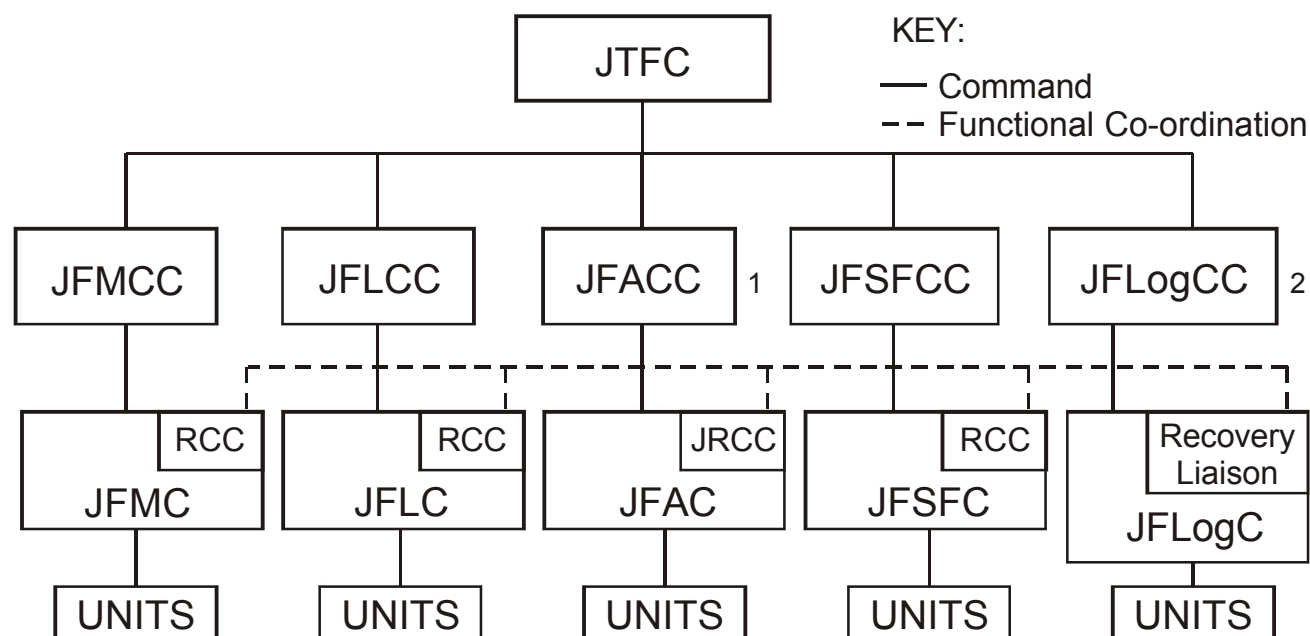 JTFC
KEY:
Command
Functional Co-ordination
JFMCC
JFLCC
JFACC
1
JFSFCC
JFLogCC
2
RCC
JFMC
RCC
JFLC
JRCC
JFAC
RCC
JFSFC
Recovery
Liaison
JFLogC
UNITS
UNITS
UNITS
UNITS
UNITS